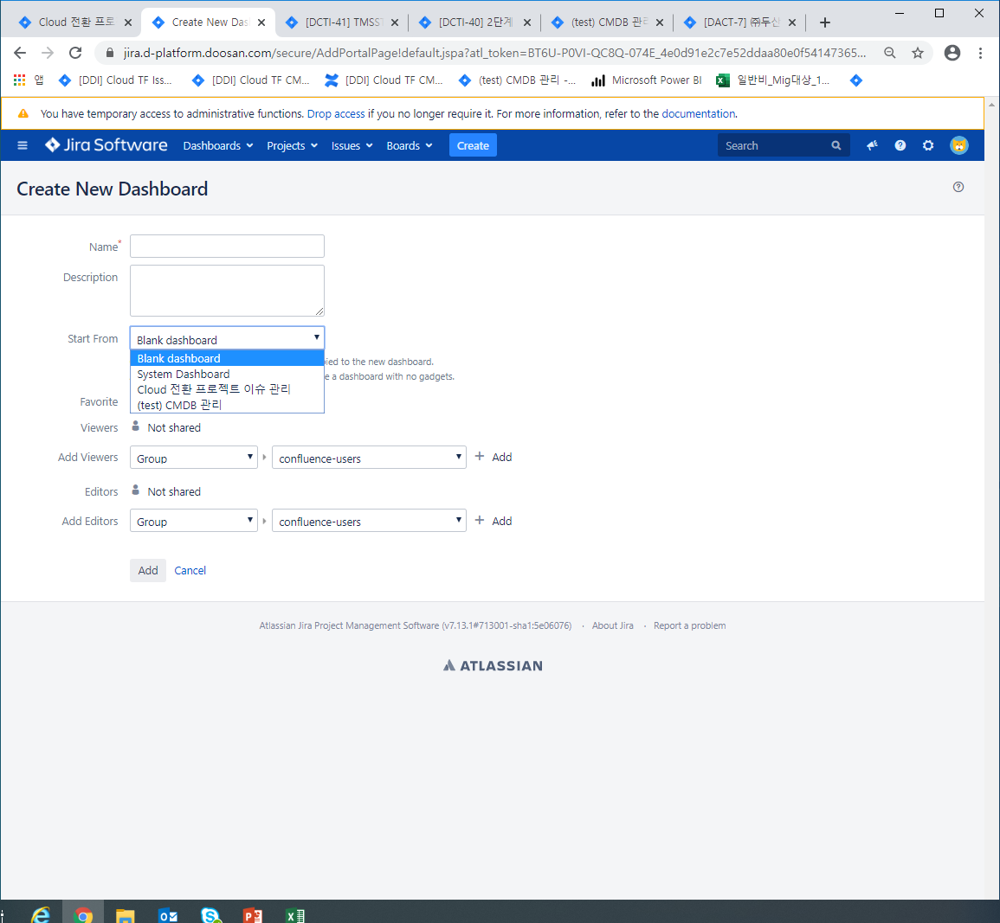 Cloud 전환 프로
Create New Das
[DCTI-41] TMSST
[DCTI-40] 2단계
(test) CMDB 관리
[DACT-7] ㈜두산
jira.d-platform.doosan.com/secure/AddPortalPage!default.jspa?atl_token=BT6U-P0VI-QC8Q-074E_4e0d91e2c7e52ddaa80e0f54147365...
앱
[DDI] Cloud TF Iss...
[DDI] Cloud TF CM...
[DDI] Cloud TF CM...
(test) CMDB 관리 -...
Microsoft Power BI
일반비_Mig대상_1...
You have temporary access to administrative functions. Drop access if you no longer require it. For more information, refer to the documentation.
Jira Software
Dashboards
Projects
Issues
Boards
Create
Search
Create New Dashboard
Name*
Description
Start From
Blank dashboard
Blank dashboard
System Dashboard
Cloud 전환 프로젝트 이슈 관리
(test) CMDB 관리
pied to the new dashboard.
e a dashboard with no gadgets.
Favorite
Viewers Not shared
Add Viewers Group confluence-users + Add
Editors Not shared
Add Editors Group confluence-users + Add
Add Cancel
Atlassian Jira Project Management Software (v7.13.1#713001-sha1:5e06076) · About Jira · Report a problem
ATLASSIAN